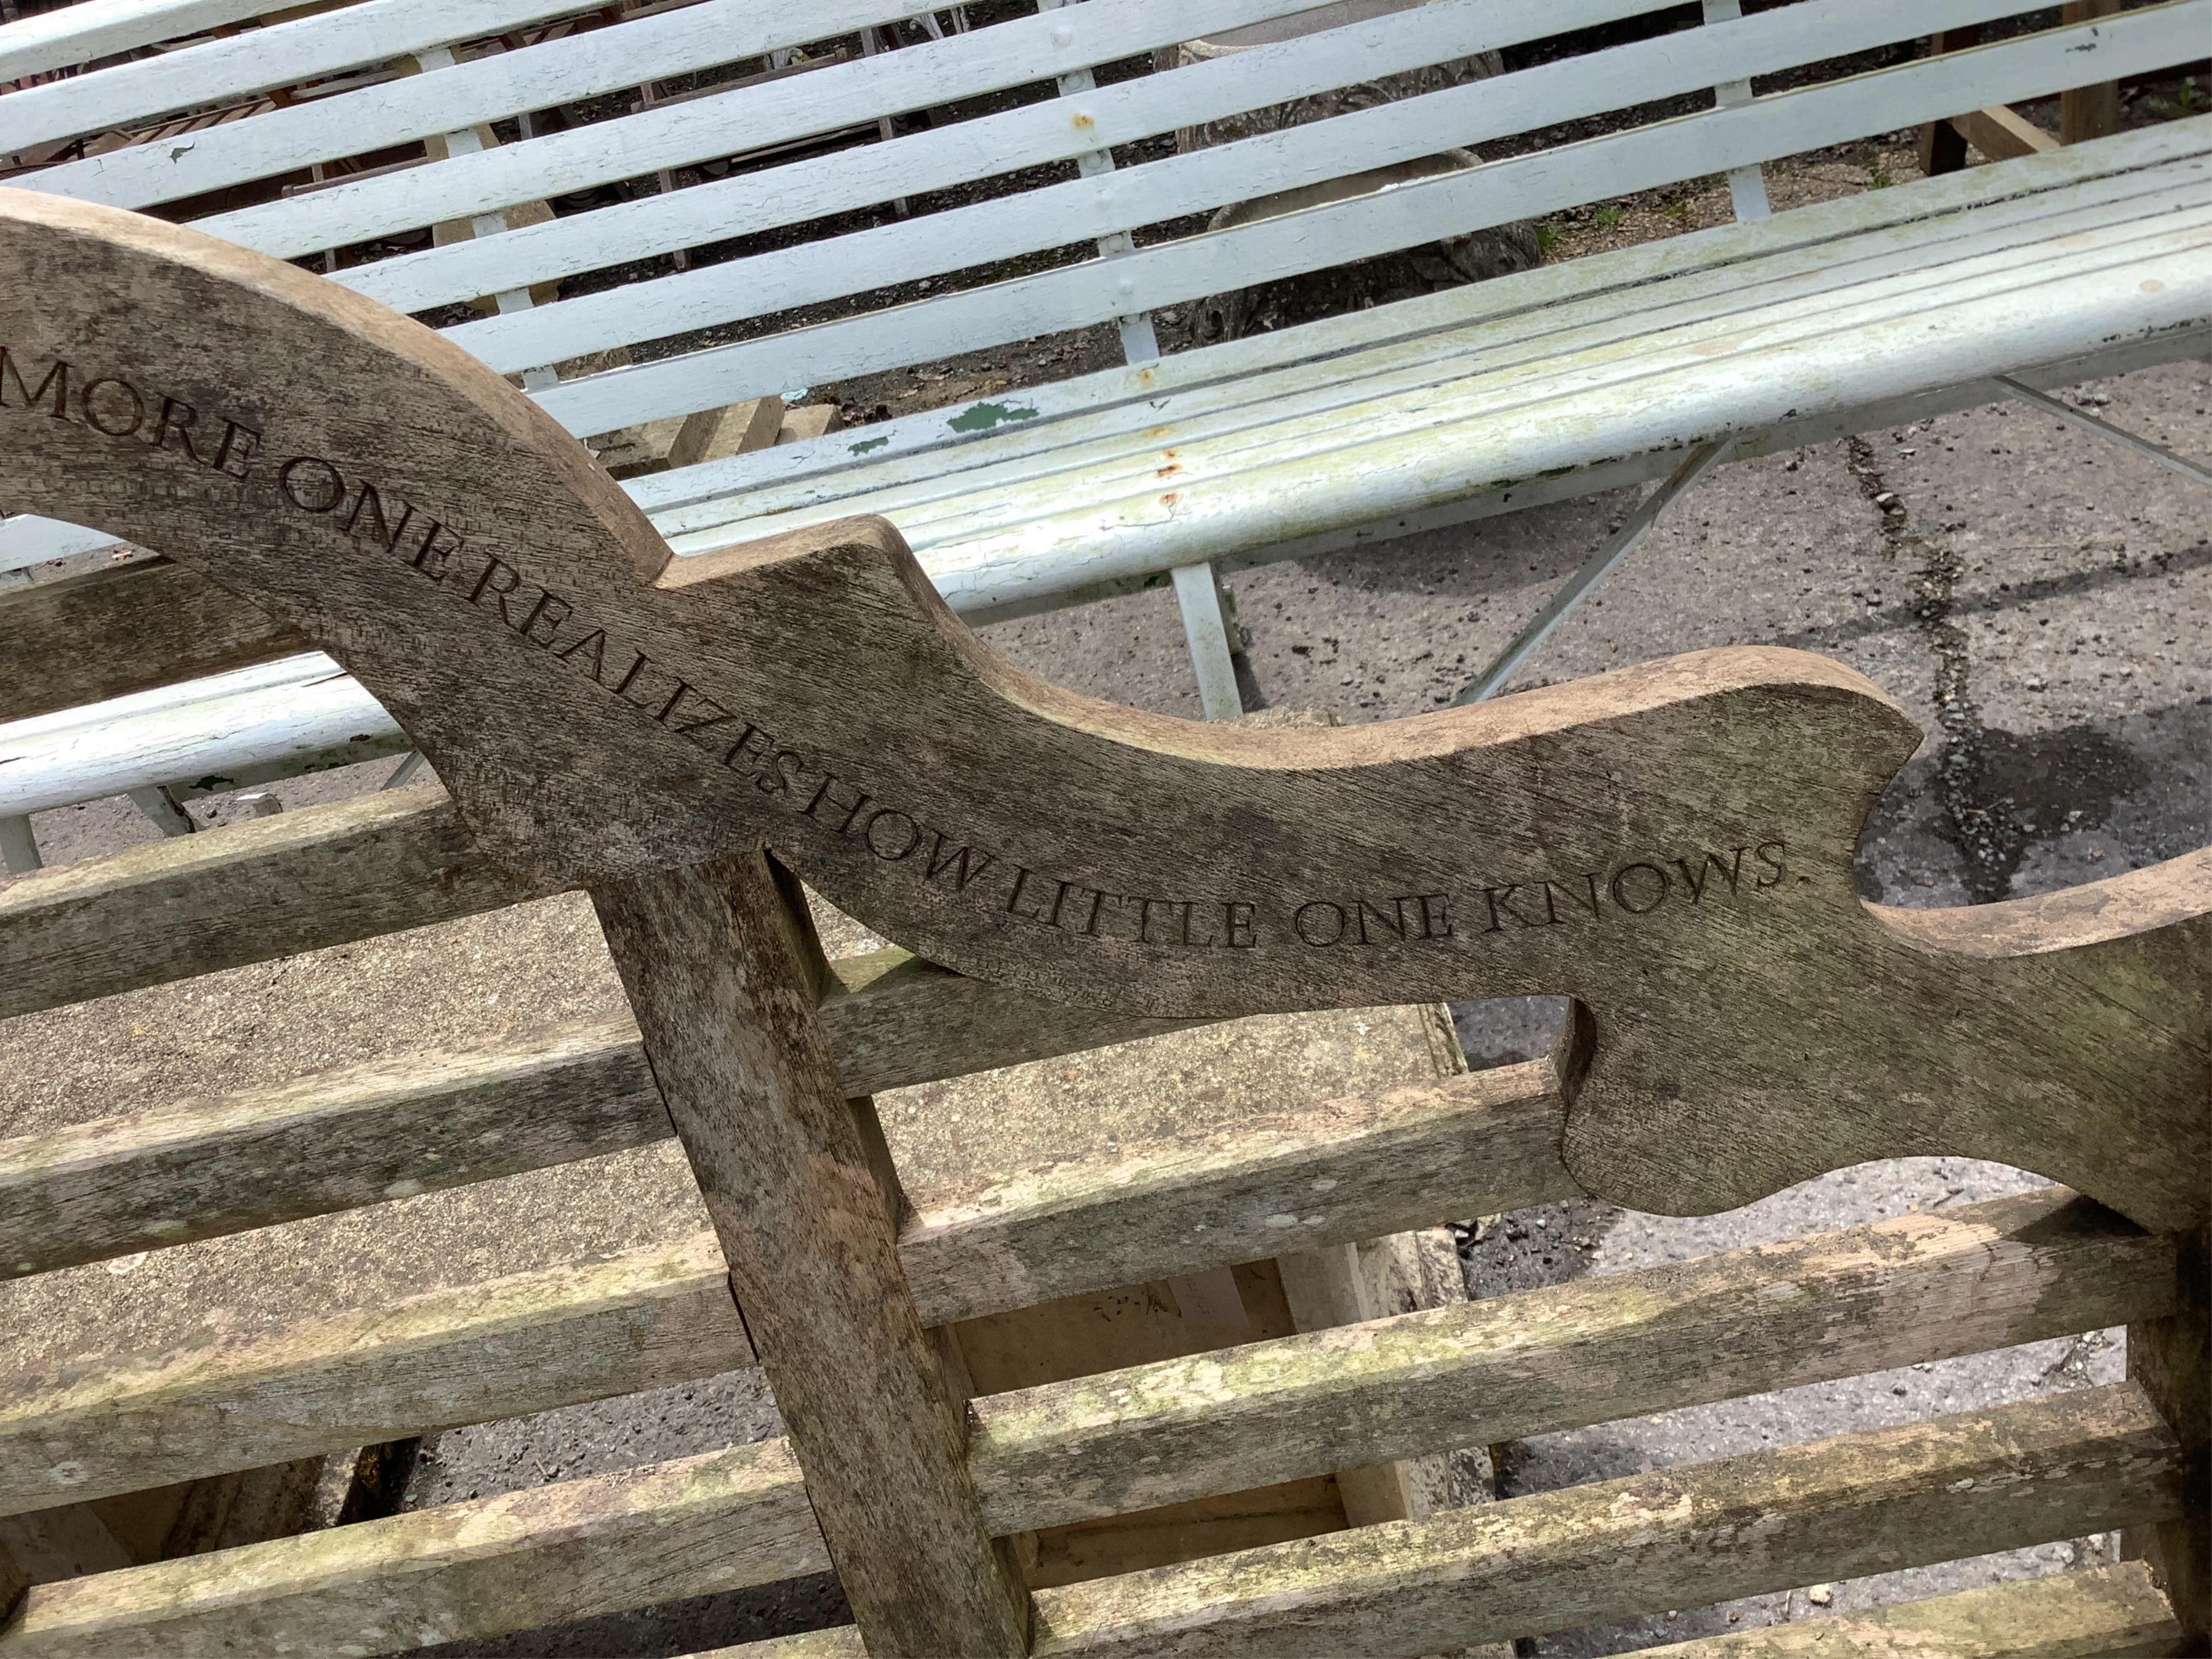 MORE ONE REALIZES HOW LITTLE ONE KNOWS.